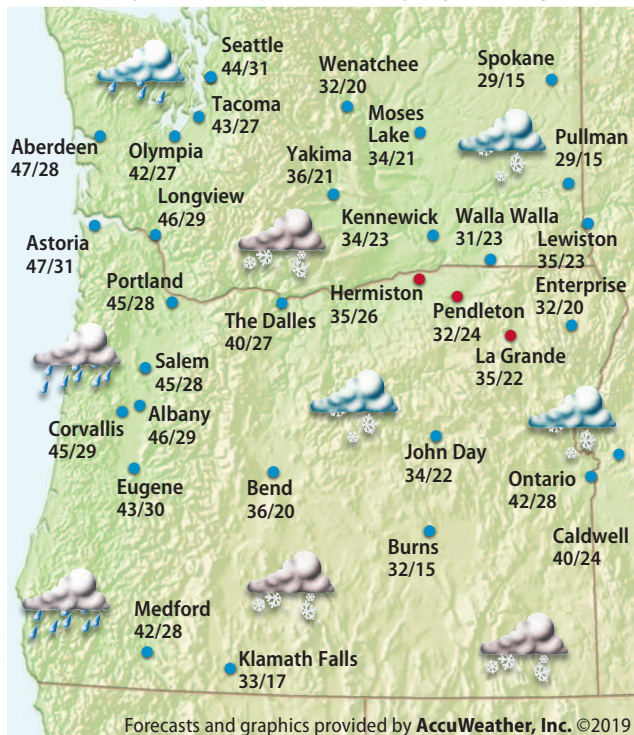 Seattle
44/31
Wenatchee
32/20
Spokane
29/15
Tacoma
43/27
Moses
Lake
34/21
Aberdeen
47/28
Olympia
42/27
Yakima
36/21
Pullman
29/15
Longview
46/29
Kennewick
34/23
Walla Walla
31/23
Lewiston
35/23
Astoria
47/31
Portland
45/28
The Dalles
40/27
Hermiston
35/26
Pendleton
32/24
Enterprise
32/20
La Grande
35/22
Salem
45/28
Albany
46/29
Corvallis
45/29
John Day
34/22
Eugene
43/30
Bend
36/20
Ontario
42/28
Burns
32/15
Caldwell
40/24
Medford
42/28
Klamath Falls
33/17
Forecasts and graphics provided by AccuWeather, Inc. ©2019